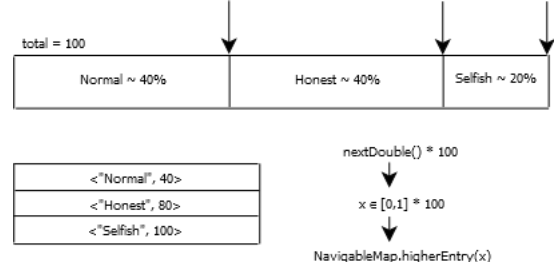 total = 100
Normal ~ 40%
Honest ~ 40%
Selfish ~ 20%
<"Normal", 40>
<"Honest", 80>
<"Selfish", 100>
nextDouble() * 100
x ∈ [0,1] * 100
NavigableMap.higherEntry(x)